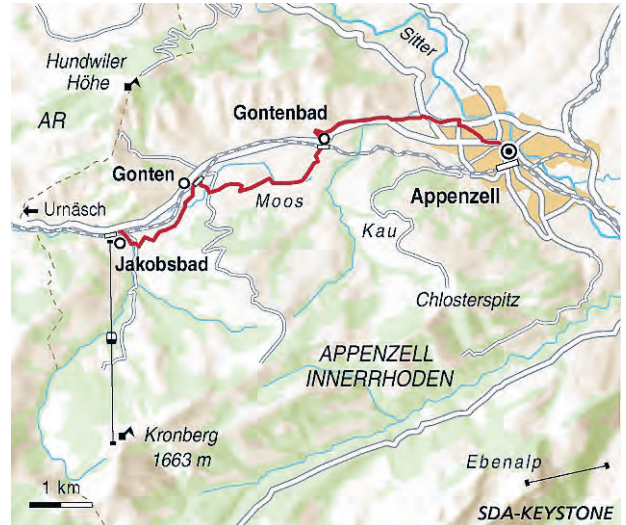 Hundwiler
Höhe
Sitter
AR
Gontenbad
Gonten
Appenzell
Moos
Urnäsch
Kau
Jakobsbad
Chlosterspitz
APPENZELL
INNERRHODEN
Kronberg
1663 m
Ebenalp
1 km
SDA-KEYSTONE